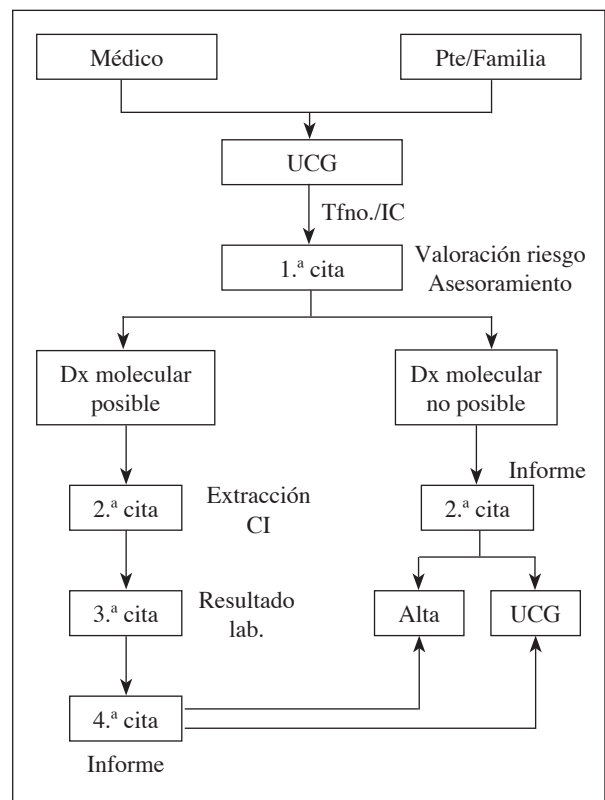 Médico
Pte/Familia
UCG
Tfno./IC
1.ª cita
Valoración riesgo
Asesoramiento
Dx molecular
posible
Dx molecular
no posible
Informe
2.ª cita
Extracción
CI
2.ª cita
3.ª cita
Resultado
lab.
Alta
UCG
4.ª cita
Informe